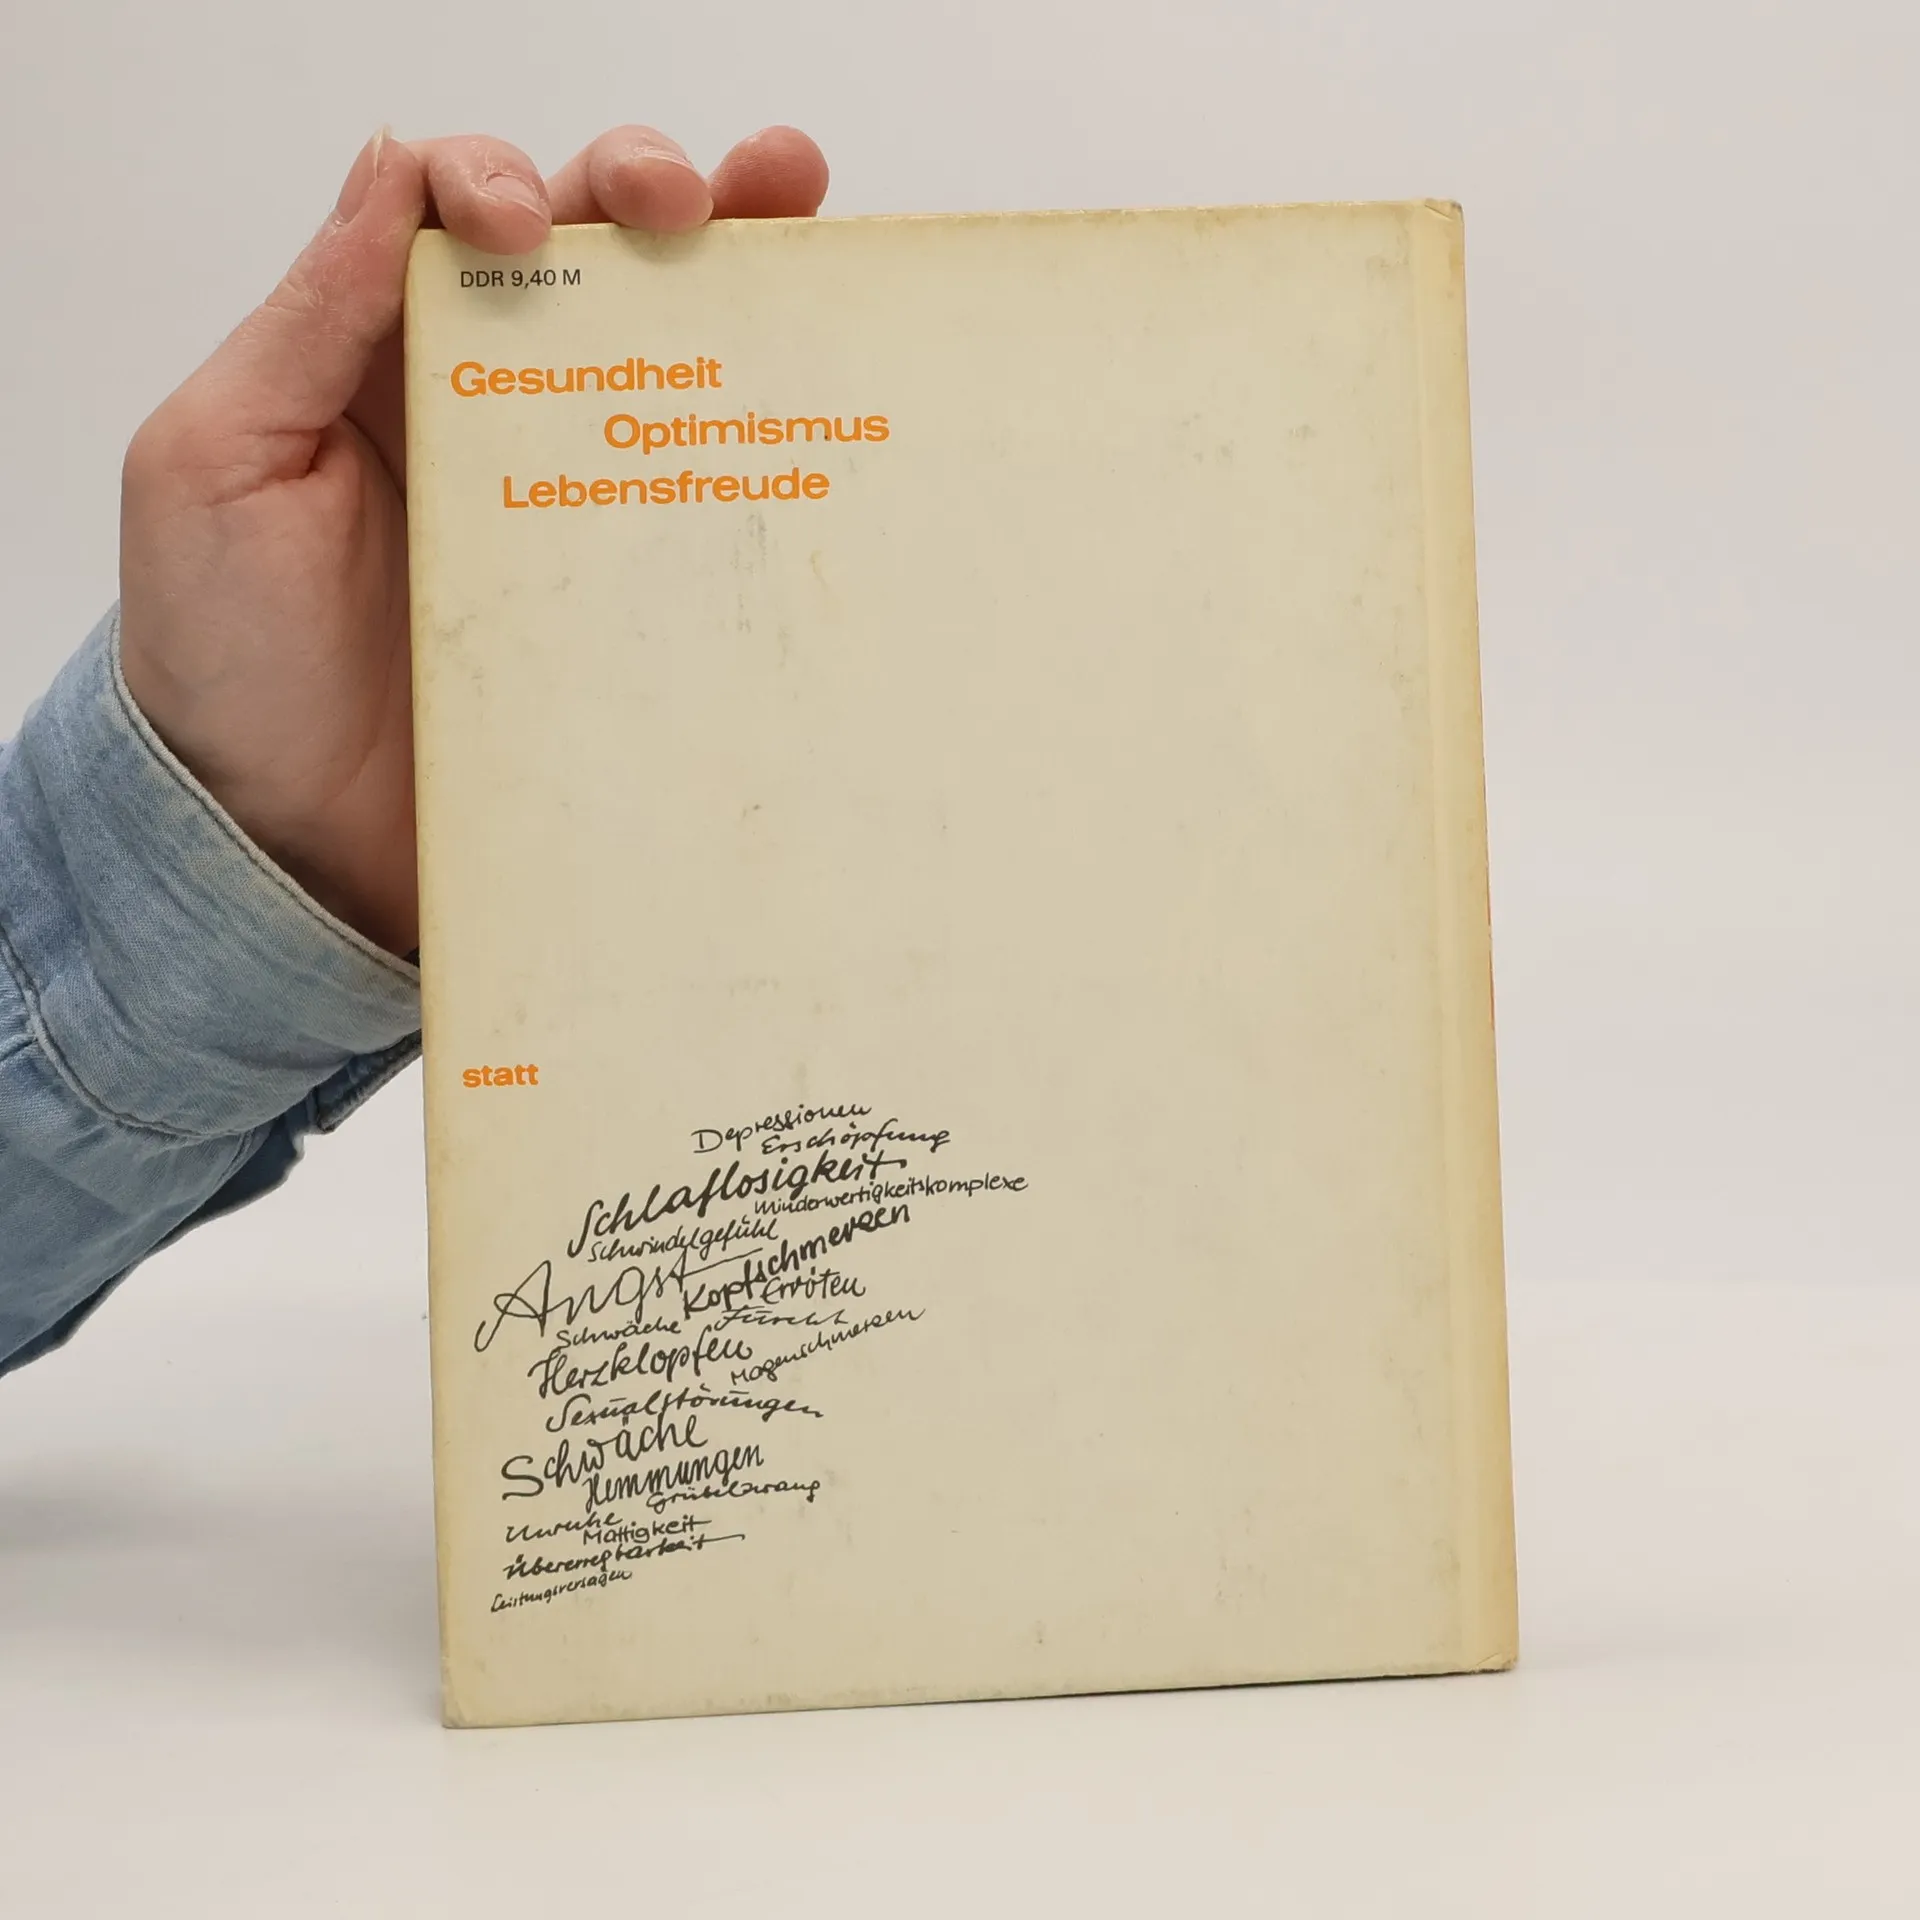 DDR 9,40 M
Gesundheit
Optimismus
Lebensfreude
statt
Depressionen
Erschöpfung
Schlaflosigkeit
Minderwertigkeitskomplexe
Schwindelgefühl
Kopfschmerzen
Angst
Erröten
Furcht
Schwäche
Herzklopfen
Magenschmerzen
Sexualstörungen
Schwäche
Hemmungen
Grübelzwang
Unruhe
Mattigkeit
Übererregbarkeit
Leistungsversagen